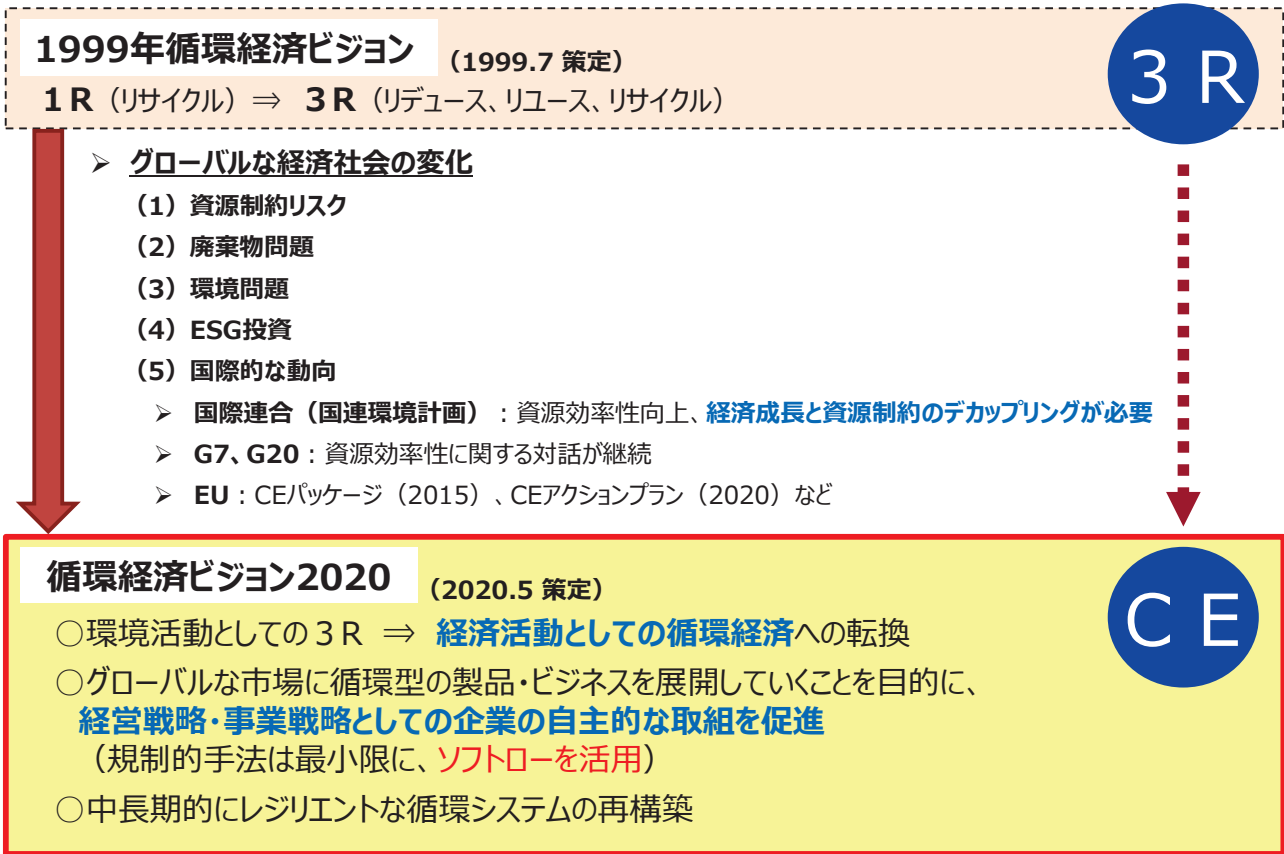 1999年循環経済ビジョン （1999.7 策定）
3 R
１R（リサイクル）⇒ ３R（リデュース、リユース、リサイクル）
➢ グローバルな経済社会の変化
（1）資源制約リスク
（2）廃棄物問題
（3）環境問題
（4）ESG投資
（5）国際的な動向
➢ 国際連合（国連環境計画）：資源効率性向上、経済成長と資源制約のデカップリングが必要
➢ G7、G20：資源効率性に関する対話が継続
➢ EU：CEパッケージ（2015）、CEアクションプラン（2020）など
循環経済ビジョン2020 （2020.5 策定）
C E
○環境活動としての３R ⇒ 経済活動としての循環経済への転換
○グローバルな市場に循環型の製品・ビジネスを展開していくことを目的に、
経営戦略・事業戦略としての企業の自主的な取組を促進
（規制的手法は最小限に、ソフトローを活用）
○中長期的にレジリエントな循環システムの再構築